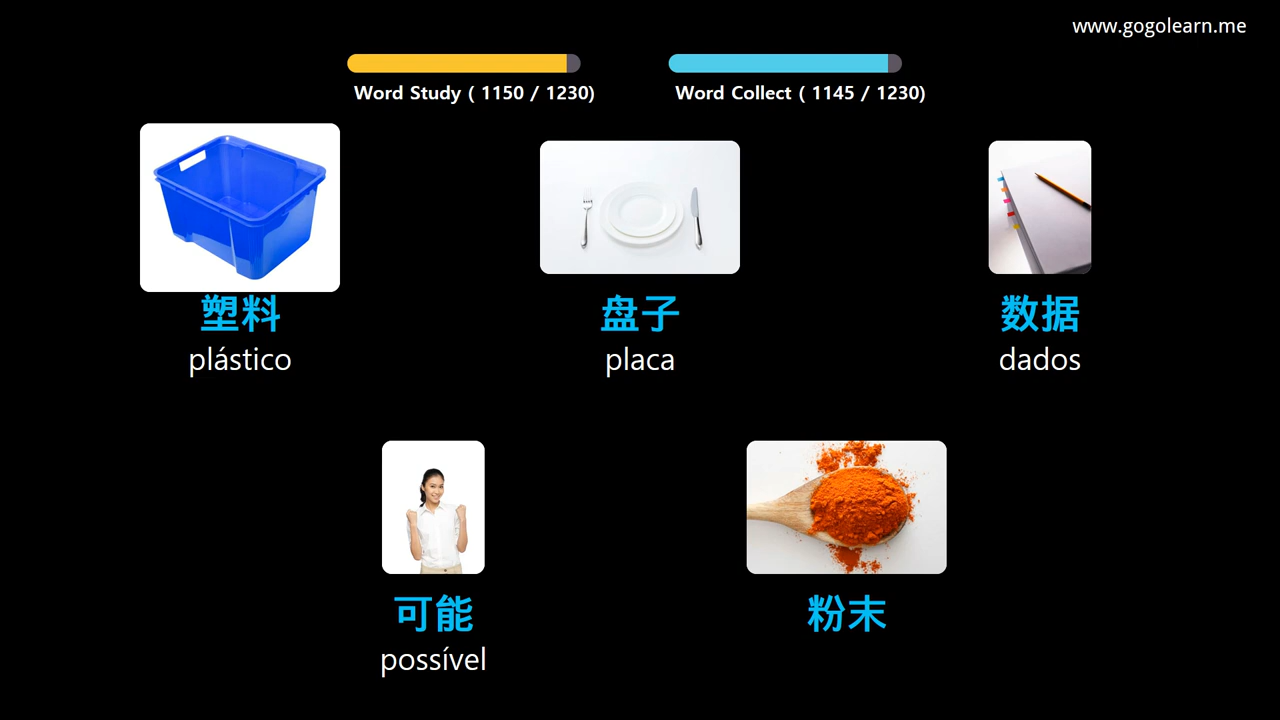 www.gogolearn.me
Word Study ( 1150 / 1230)
Word Collect ( 1145 / 1230)
塑料
plástico
盘子
placa
数据
dados
可能
possível
粉末